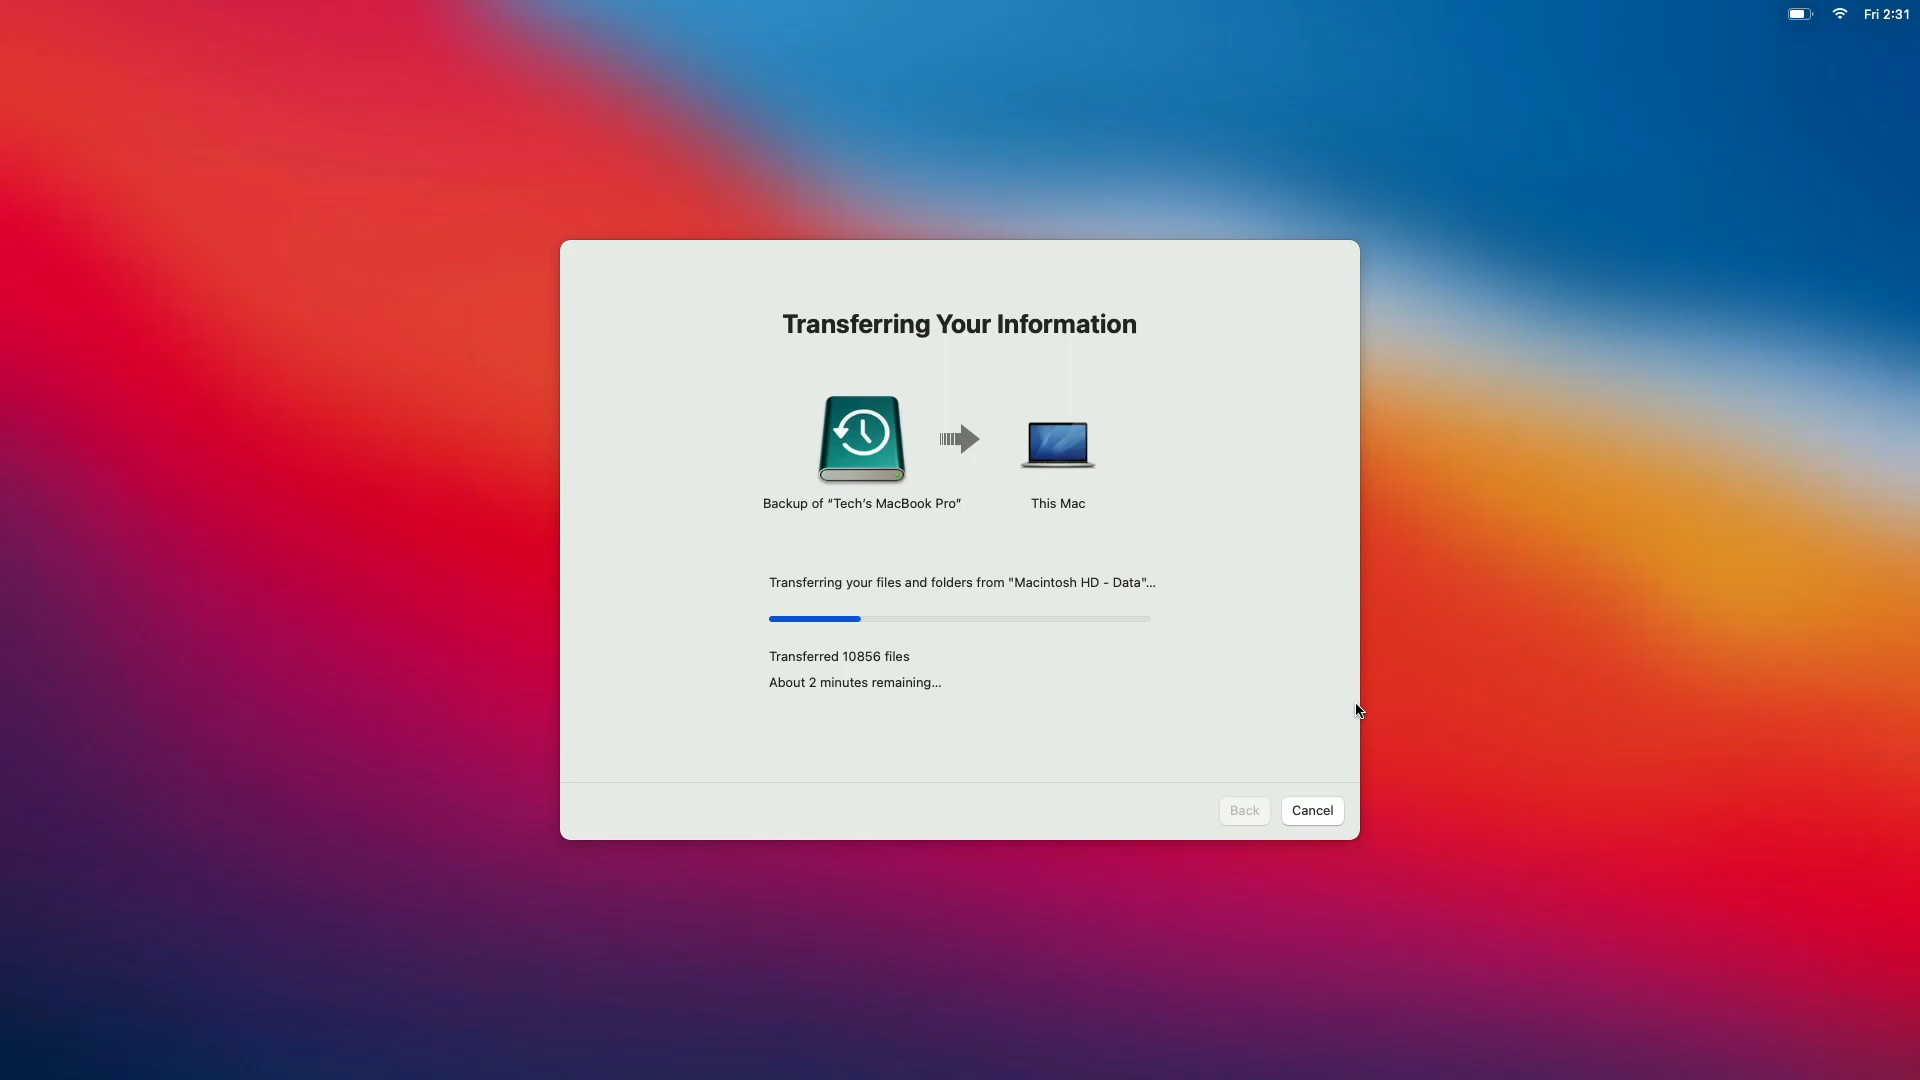 Fri 2:31
Transferring Your Information
Backup of “Tech’s MacBook Pro”
This Mac
Transferring your files and folders from "Macintosh HD - Data"...
Transferred 10856 files
About 2 minutes remaining...
Back
Cancel